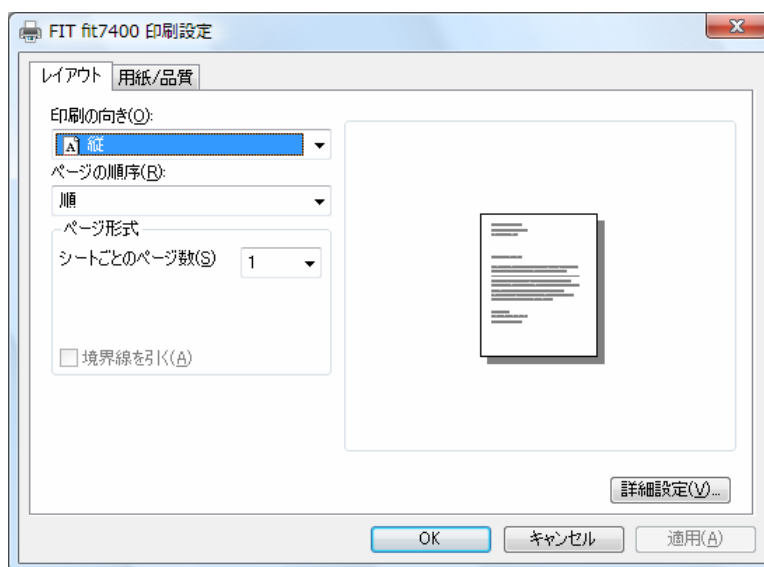 FIT fit7400 印刷設定
レイアウト 用紙/品質
印刷の向き(O):
A 縦
ページの順序(R):
順
ページ形式
シートごとのページ数(S) 1
境界線を引く(A)
詳細設定(V)...
OK キャンセル 適用(A)